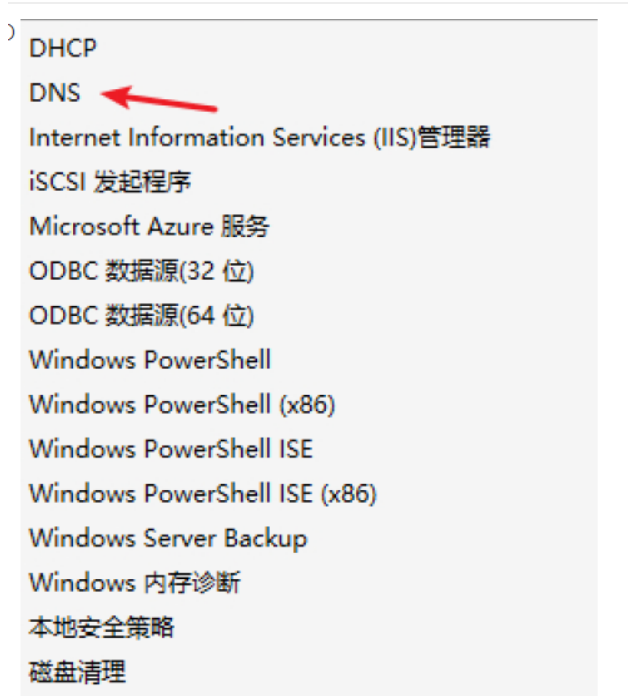 DHCP
DNS
Internet Information Services (IIS)管理器
iSCSI 发起程序
Microsoft Azure 服务
ODBC 数据源(32 位)
ODBC 数据源(64 位)
Windows PowerShell
Windows PowerShell (x86)
Windows PowerShell ISE
Windows PowerShell ISE (x86)
Windows Server Backup
Windows 内存诊断
本地安全策略
磁盘清理